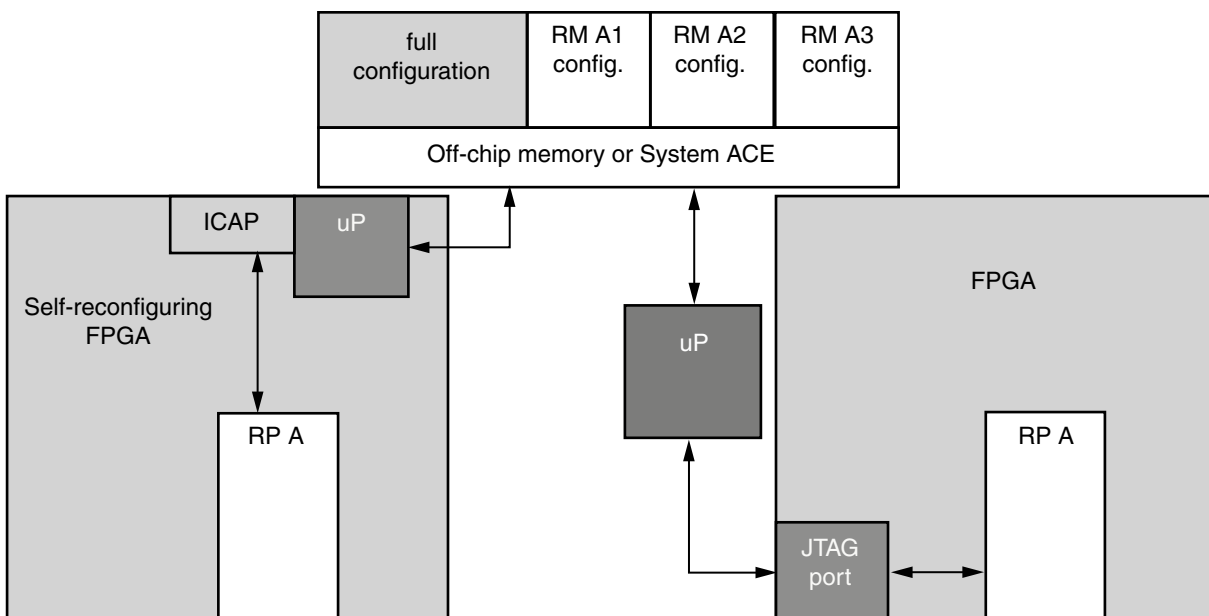 full
configuration
RM A1
config.
RM A2
config.
RM A3
config.
Off-chip memory or System ACE
ICAP
uP
Self-reconfiguring
FPGA
RP A
uP
FPGA
RP A
JTAG
port